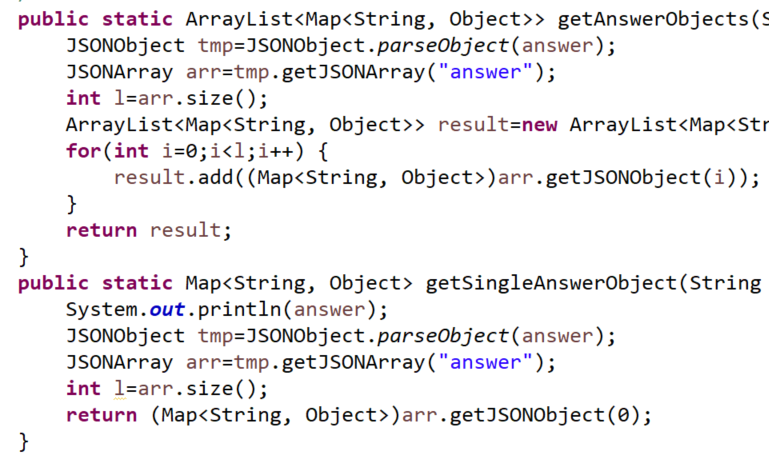 public static ArrayList<Map<String, Object>> getAnswerObjects(S
JSONObject tmp=JSONObject.parseObject(answer);
JSONArray arr=tmp.getJSONArray("answer");
int l=arr.size();
ArrayList<Map<String, Object>> result=new ArrayList<Map<Str
for(int i=0;i<l;i++) {
result.add((Map<String, Object>)arr.getJSONObject(i));
}
return result;
}
public static Map<String, Object> getSingleAnswerObject(String
System.out.println(answer);
JSONObject tmp=JSONObject.parseObject(answer);
JSONArray arr=tmp.getJSONArray("answer");
int l=arr.size();
return (Map<String, Object>)arr.getJSONObject(0);
}